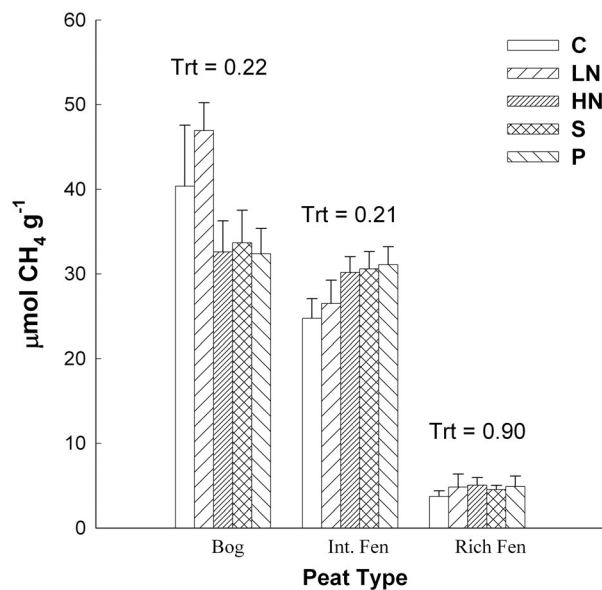 60
50
40
30
20
10
0
μmol CH4 g-1
Trt = 0.22
Trt = 0.21
Trt = 0.90
C
LN
HN
S
P
Bog
Int. Fen
Rich Fen
Peat Type